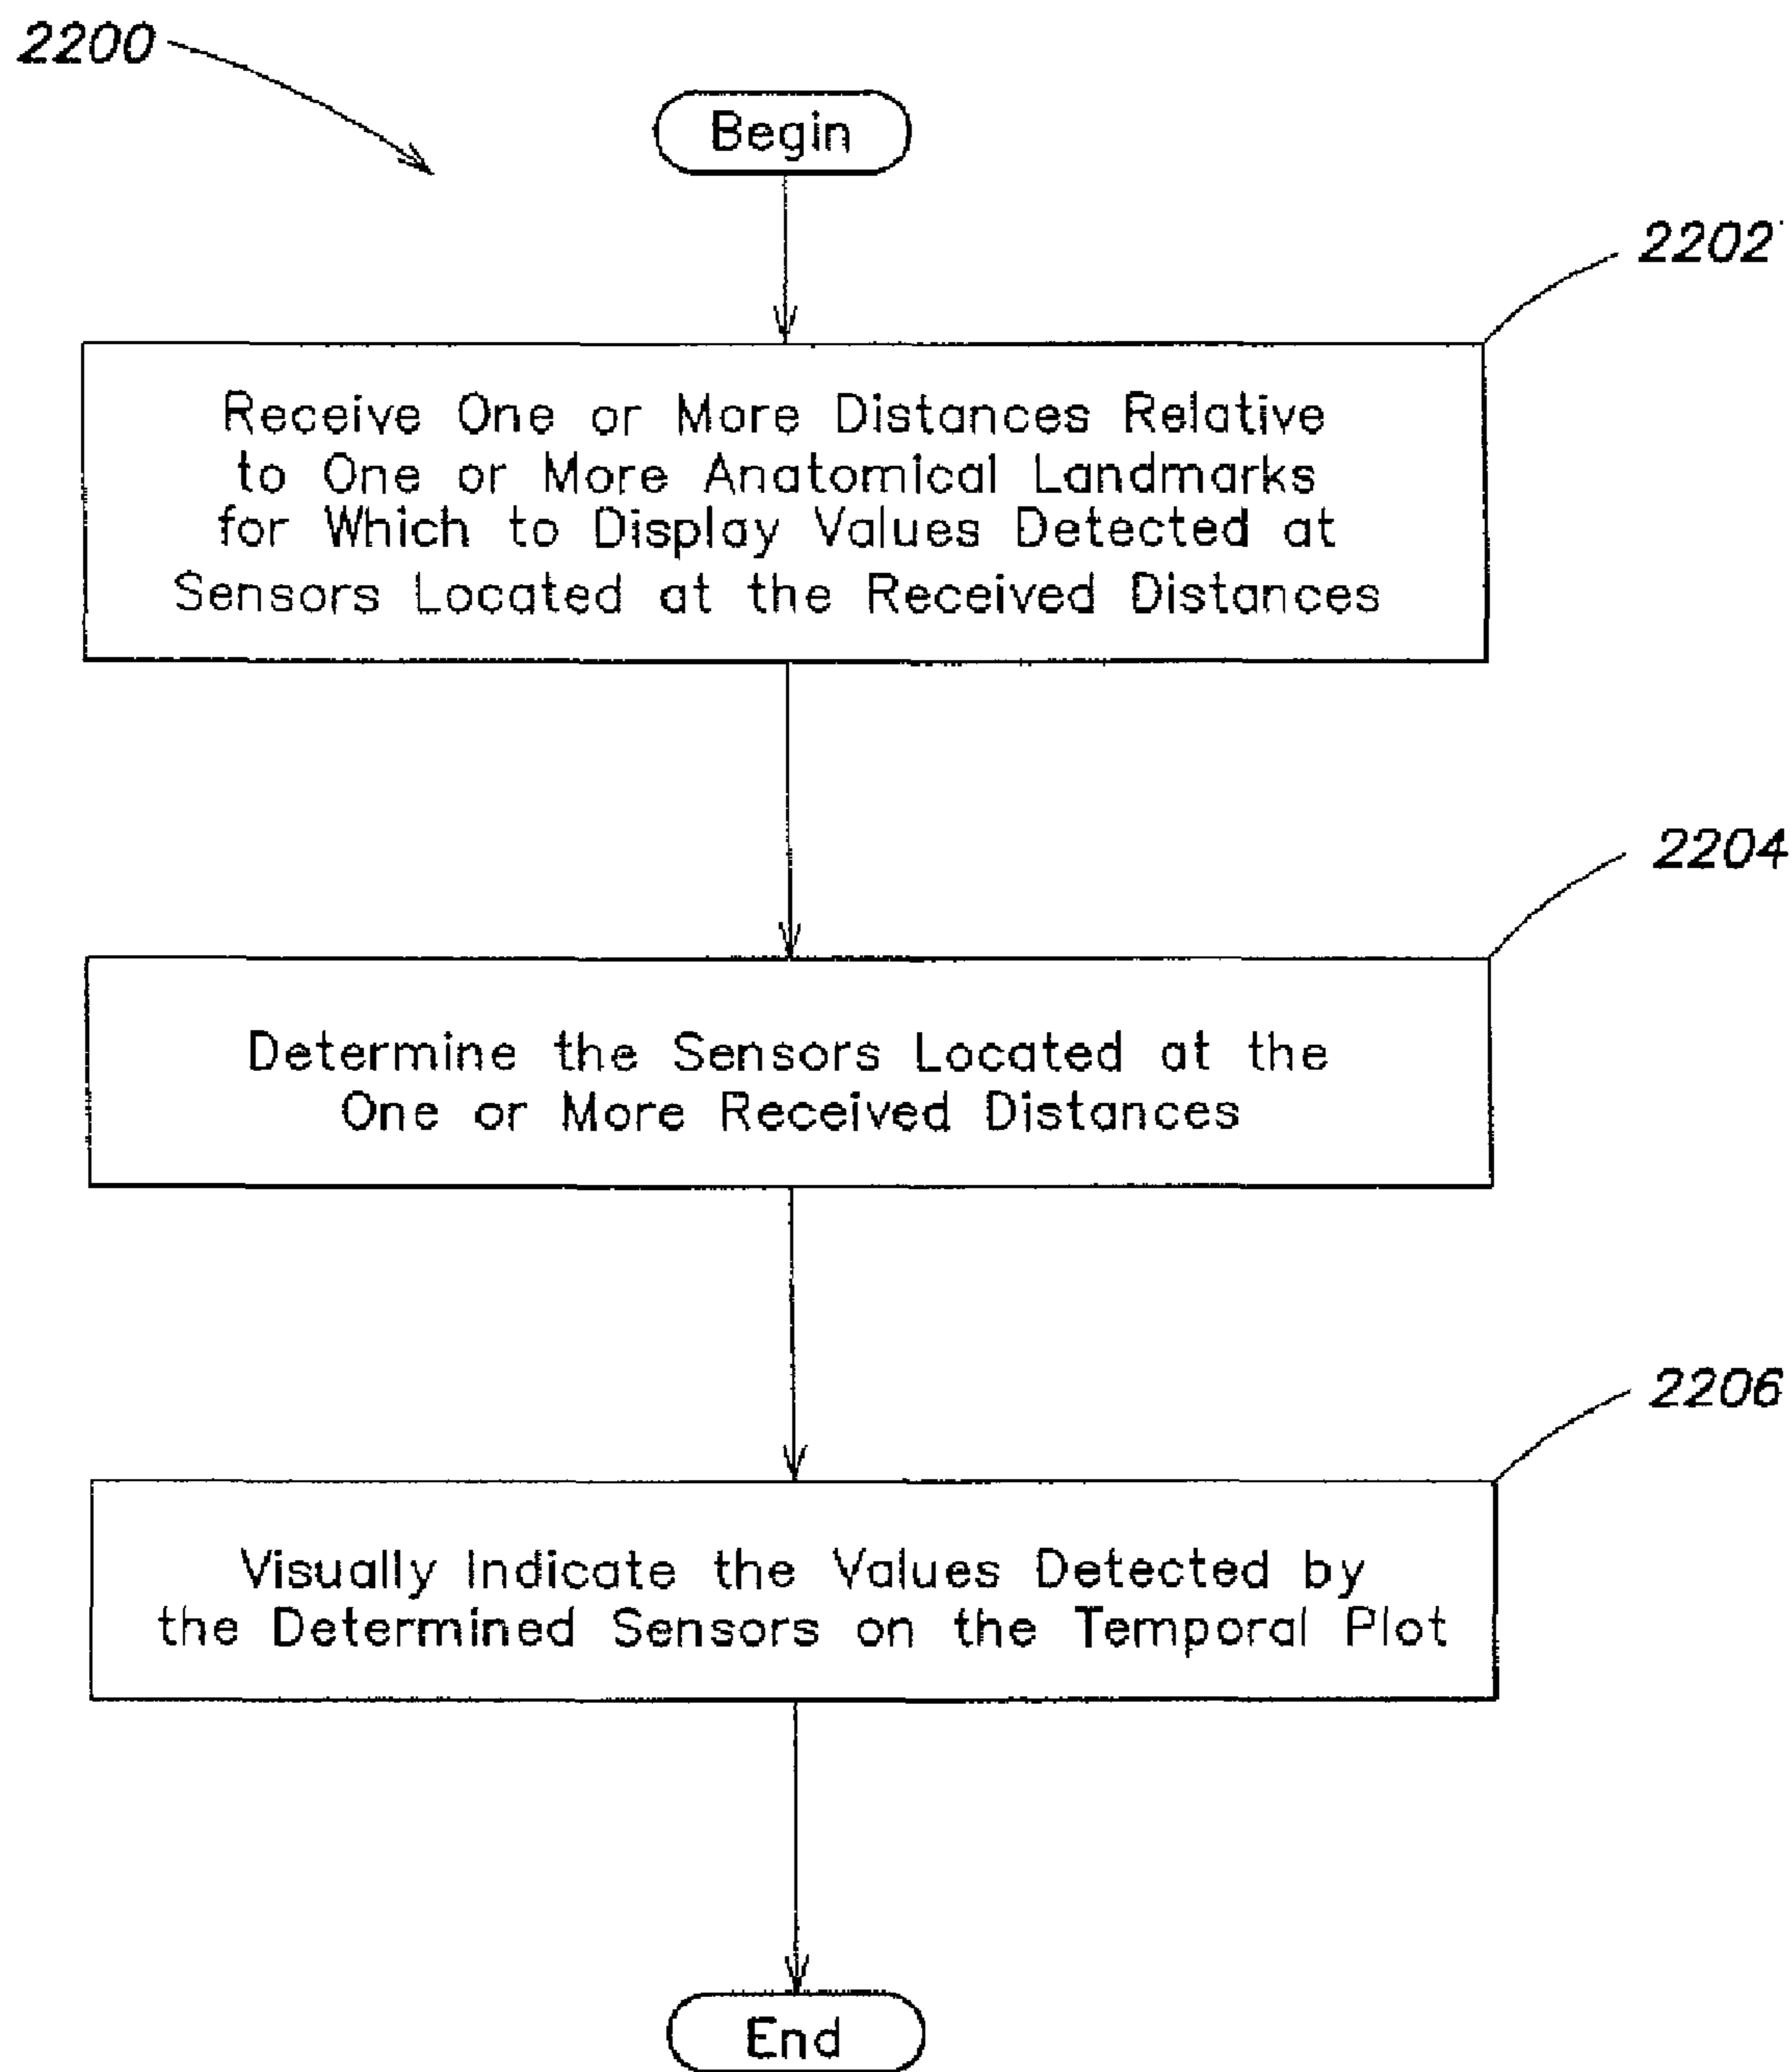 2200
Begin
2202
Receive One or More Distances Relative
to One or More Anatomical Landmarks
for Which to Display Values Detected at
Sensors Located at the Received Distances
2204
Determine the Sensors Located at the
One or More Received Distances
2206
Visually Indicate the Values Detected by
the Determined Sensors on the Temporal Plot
End